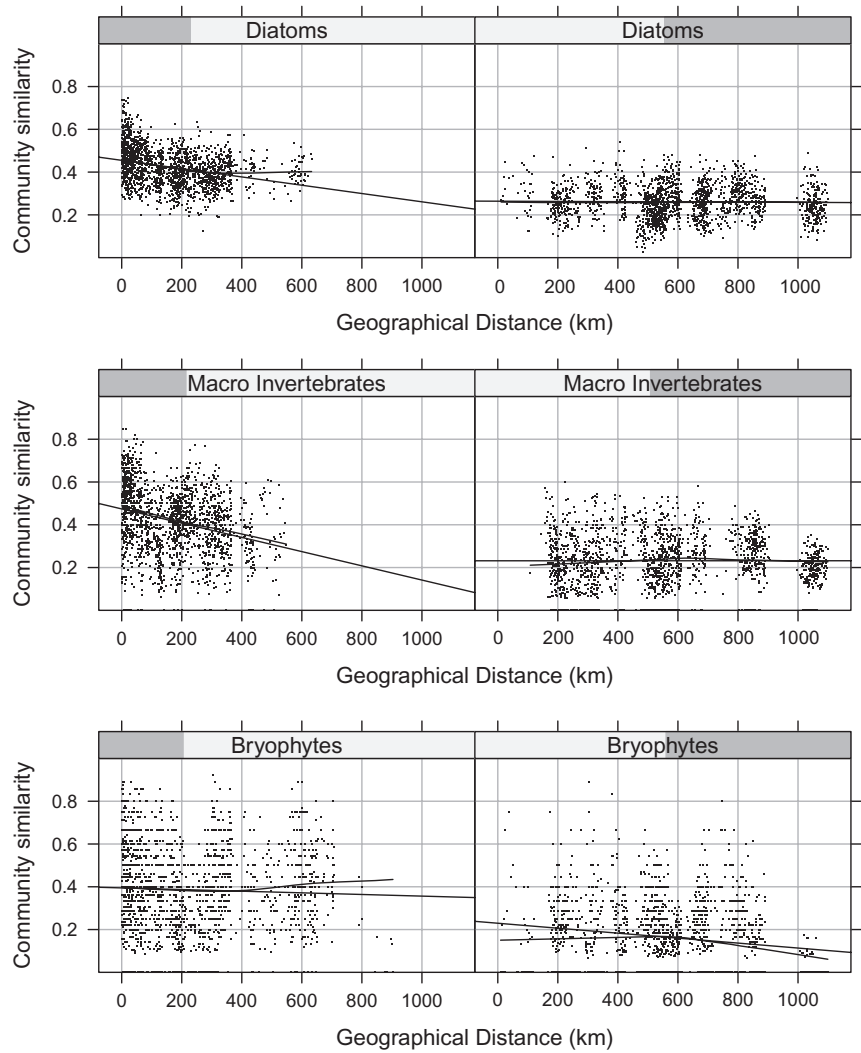 Diatoms Diatoms
Community similarity
0.8
0.6
0.4
0.2
0 200 400 600 800 1000 0 200 400 600 800 1000
Geographical Distance (km)
Macro Invertebrates Macro Invertebrates
Community similarity
0.8
0.6
0.4
0.2
0 200 400 600 800 1000 0 200 400 600 800 1000
Geographical Distance (km)
Bryophytes Bryophytes
Community similarity
0.8
0.6
0.4
0.2
0 200 400 600 800 1000 0 200 400 600 800 1000
Geographical Distance (km)